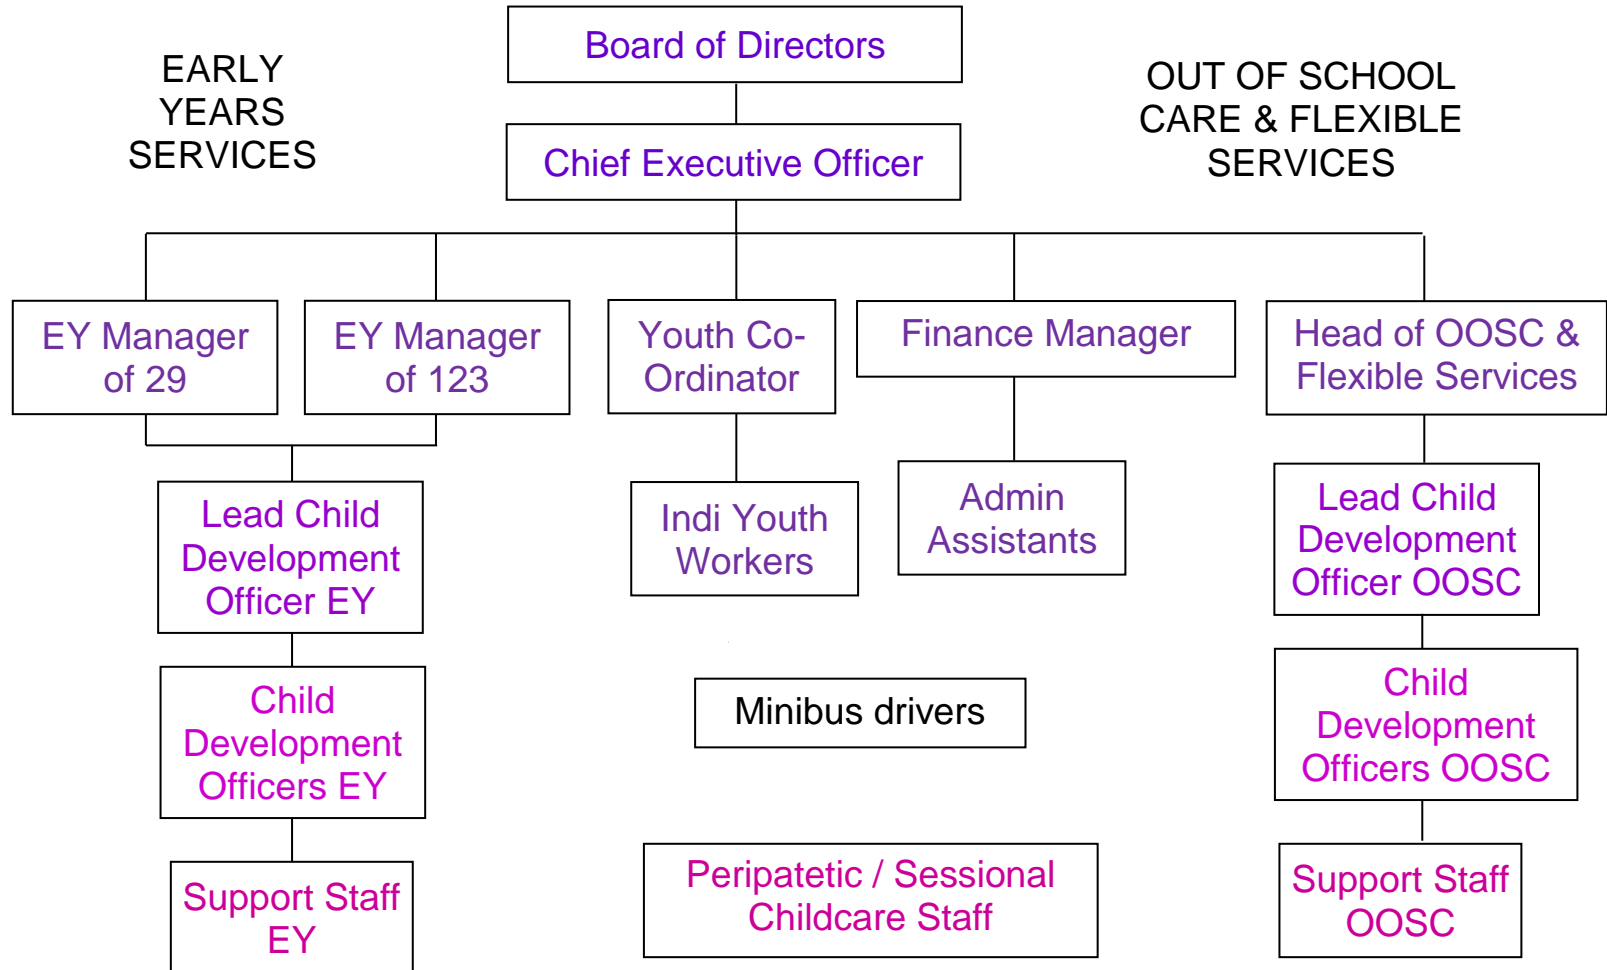 Board of Directors
EARLY
YEARS
SERVICES
OUT OF SCHOOL
CARE & FLEXIBLE
SERVICES
Chief Executive Officer
EY Manager
of 29
EY Manager
of 123
Youth Co-
Ordinator
Finance Manager
Head of OOSC &
Flexible Services
Lead Child
Development
Officer EY
Indi Youth
Workers
Admin
Assistants
Lead Child
Development
Officer OOSC
Child
Development
Officers EY
Minibus drivers
Child
Development
Officers OOSC
Support Staff
EY
Peripatetic / Sessional
Childcare Staff
Support Staff
OOSC